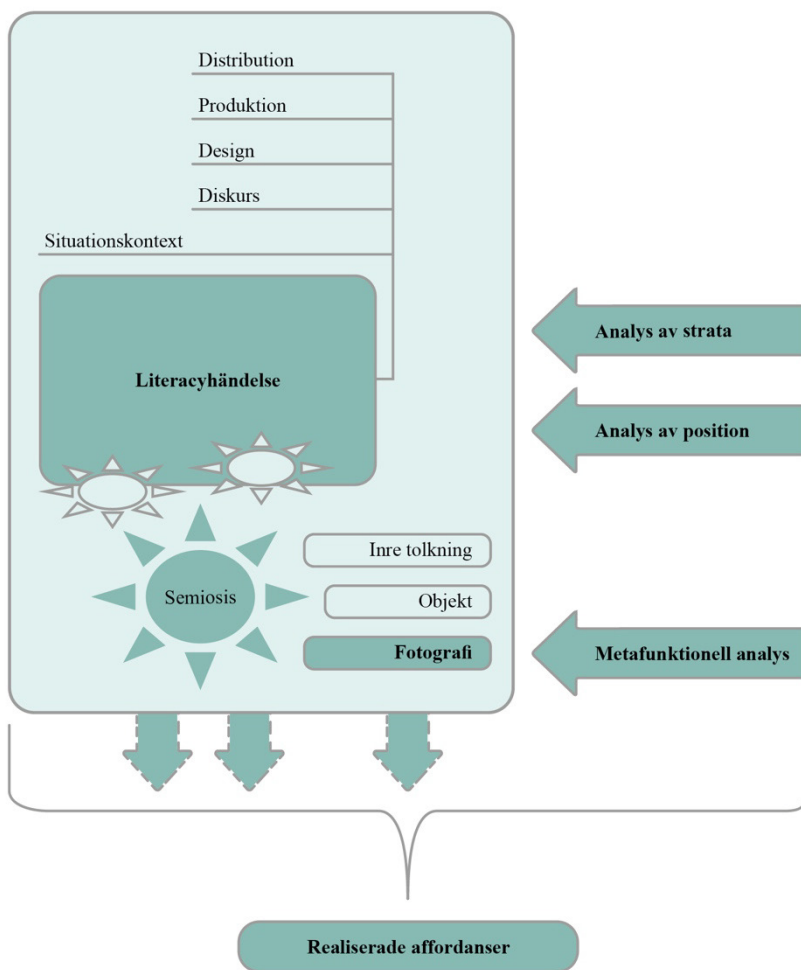 Distribution
Produktion
Design
Diskurs
Situationskontext
Literacyhändelse
Analys av strata
Analys av position
Semiosis
Inre tolkning
Objekt
Fotografi
Metafunktionell analys
Realiserade affordanser